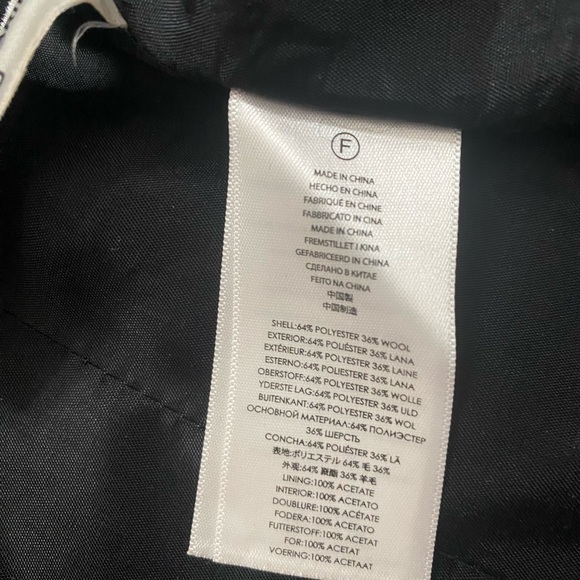 F
MADE IN CHINA
HECHO EN CHINA
FABRIQUÉ EN CHINE
FABBRICATO IN CINA
MADE IN CHINA
FREMSTILLET I KINA
GEFABRICEERD IN CHINA
СДЕЛАНО В КИТАЕ
FEITO NA CHINA
中国製
中国制造
SHELL:64% POLYESTER 36% WOOL
EXTERIOR:64% POLIÉSTER 36% LANA
EXTÉRIEUR:64% POLYESTER 36% LAINE
ESTERNO:64% POLIESTERE 36% LANA
OBERSTOFF:64% POLYESTER 36% WOLLE
YDERSTE LAG:64% POLYESTER 36% ULD
BUITENKANT:64% POLYESTER 36% WOL
ОСНОВНОЙ МАТЕРИАЛ:64% ПОЛИЭСТЕР
36% ШЕРСТЬ
CONCHA:64% POLIÉSTER 36% LÃ
表地:ポリエステル 64% 毛 36%
外观:64% 聚酯 36% 羊毛
LINING:100% ACETATE
INTERIOR:100% ACETATO
DOUBLURE:100% ACÉTATE
FODERA:100% ACETATO
FUTTERSTOFF:100% ACETAT
FOR:100% ACETAT
VOERING:100% ACETAAT